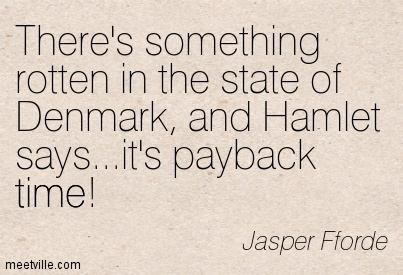 There's something
rotten in the state of
Denmark, and Hamlet
says...it's payback
time!
Jasper Fforde
meetville.com